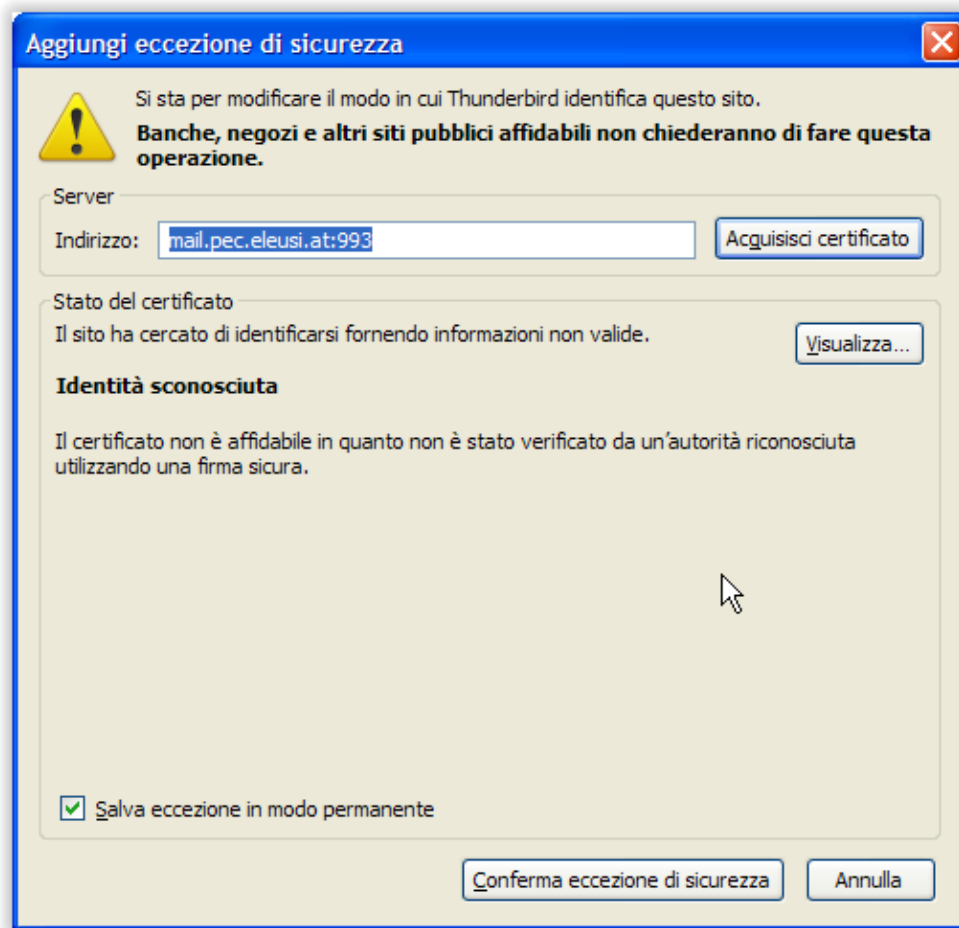 Aggiungi eccezione di sicurezza
Si sta per modificare il modo in cui Thunderbird identifica questo sito.
Banche, negozi e altri siti pubblici affidabili non chiederanno di fare questa
operazione.
Server
Indirizzo: mail.pec.eleusi.at:993 Acquisisci certificato
Stato del certificato
Il sito ha cercato di identificarsi fornendo informazioni non valide.
Visualizza...
Identità sconosciuta
Il certificato non è affidabile in quanto non è stato verificato da un'autorità riconosciuta
utilizzando una firma sicura.
Salva eccezione in modo permanente
Conferma eccezione di sicurezza Annulla